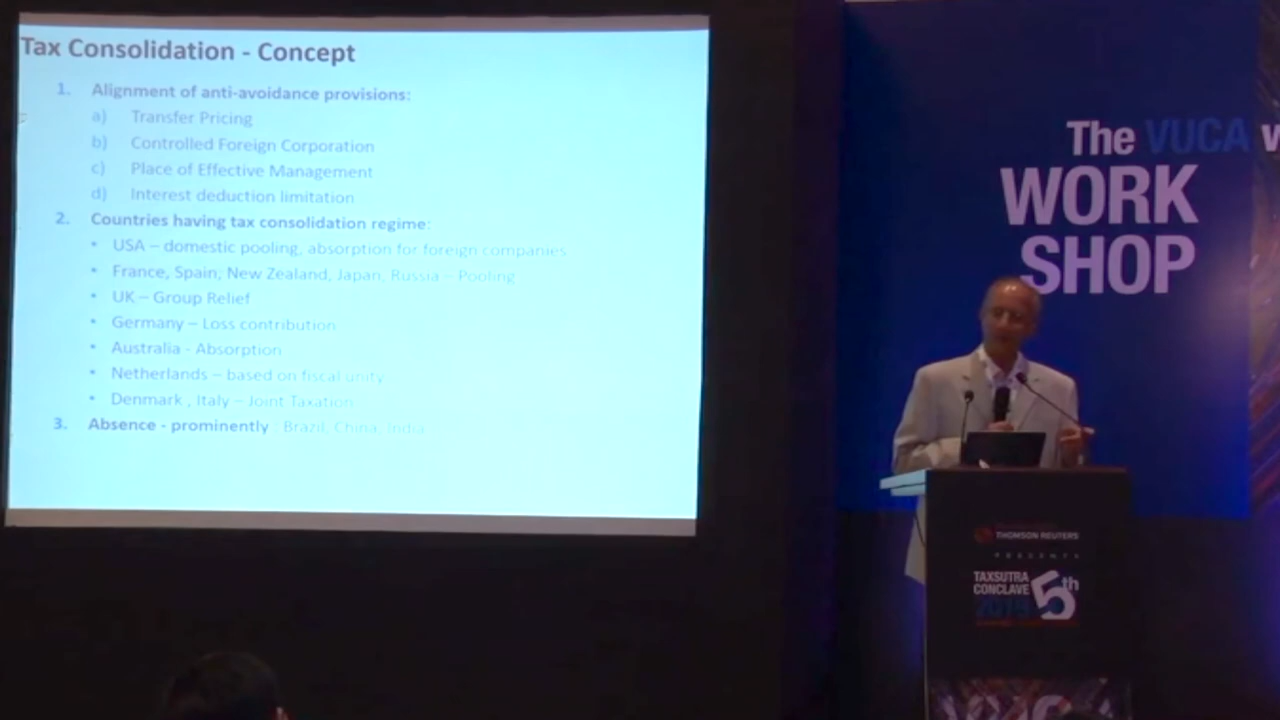 Tax Consolidation - Concept
1. Alignment of anti-avoidance provisions:
a) Transfer Pricing
b) Controlled Foreign Corporation
c) Place of Effective Management
d) Interest deduction limitation
2. Countries having tax consolidation regime:
• USA – domestic pooling, absorption for foreign companies
• France, Spain, New Zealand, Japan, Russia – Pooling
• UK – Group Relief
• Germany – Loss contribution
• Australia - Absorption
• Netherlands – based on fiscal unity
• Denmark , Italy – Joint Taxation
3. Absence - prominently : Brazil, China, India
The VUCA
WORK
SHOP
THOMSON REUTERS
PRESENTS
TAXSUTRA
CONCLAVE
5th